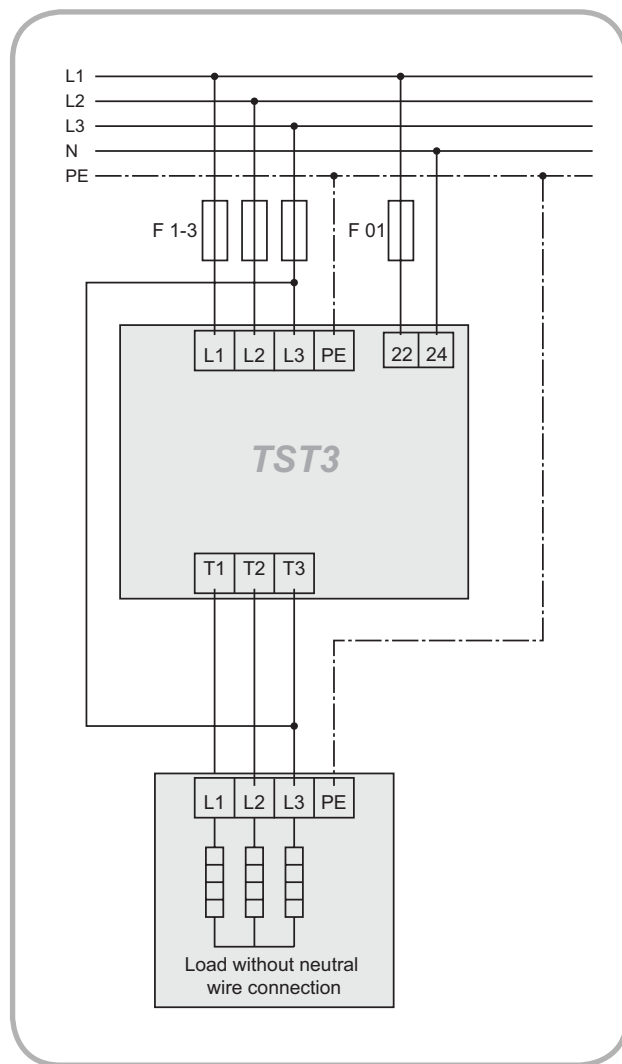 L1
L2
L3
N
PE
F 1-3
F 01
L1 L2 L3 PE 22 24
TST3
T1 T2 T3
L1 L2 L3 PE
Load without neutral
wire connection